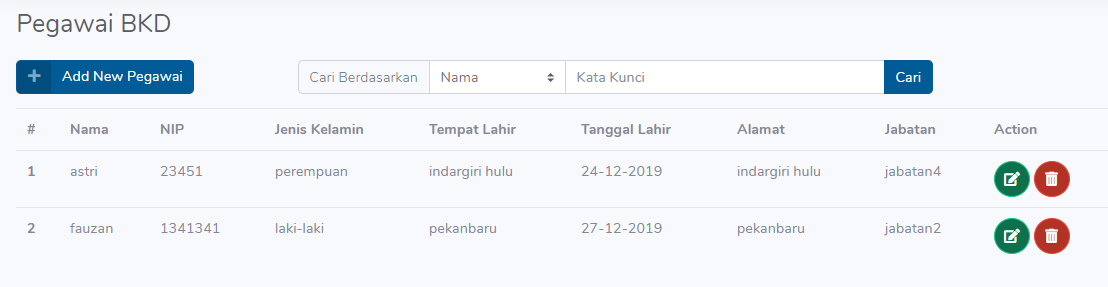 Pegawai BKD
+ Add New Pegawai Cari Berdasarkan Nama Kata Kunci Cari
# Nama NIP Jenis Kelamin Tempat Lahir Tanggal Lahir Alamat Jabatan Action
1 astri 23451 perempuan indargiri hulu 24-12-2019 indargiri hulu jabatan4
2 fauzan 1341341 laki-laki pekanbaru 27-12-2019 pekanbaru jabatan2